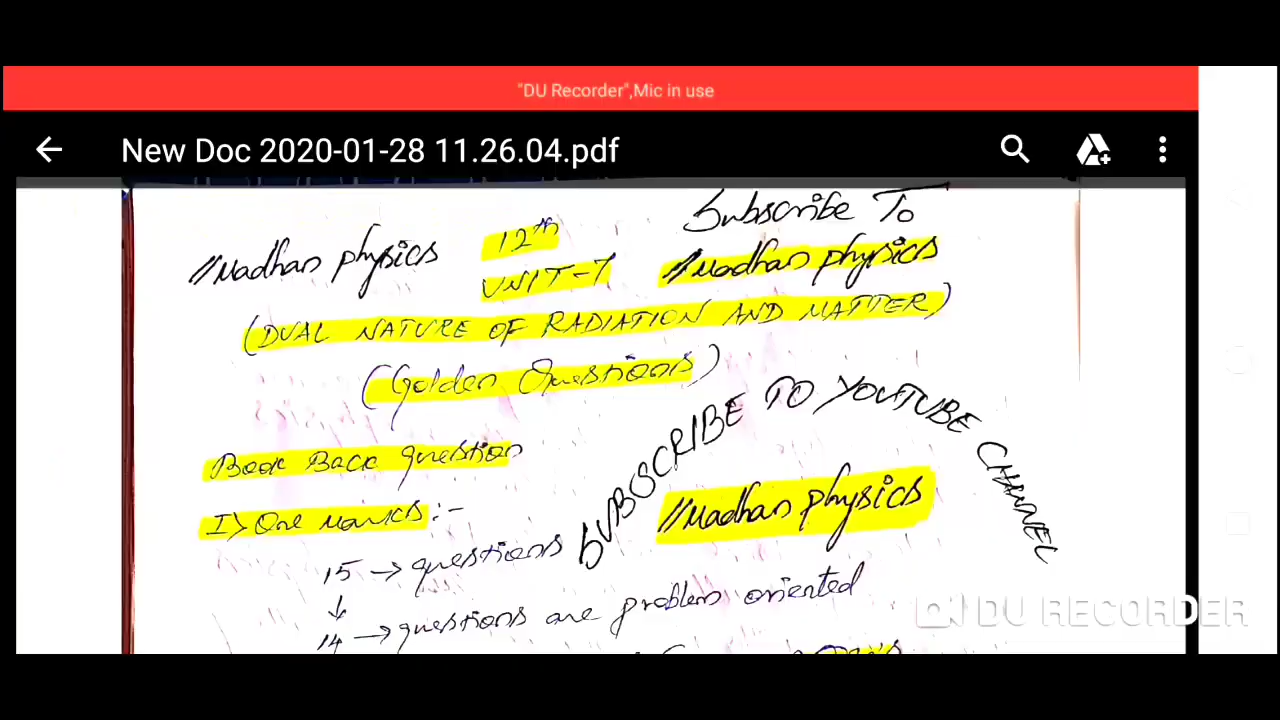 "DU Recorder",Mic in use
New Doc 2020-01-28 11.26.04.pdf
Subscribe To
Madhan physics 12th Madhan physics
UNIT-7
(DUAL NATURE OF RADIATION AND MATTER)
(Golden Questions)
SUBSCRIBE TO YOUTUBE CHANNEL
Book Back question
Madhan physics
I> One marks:-
15 → questions
↓
14 → questions are problem oriented
DU RECORDER